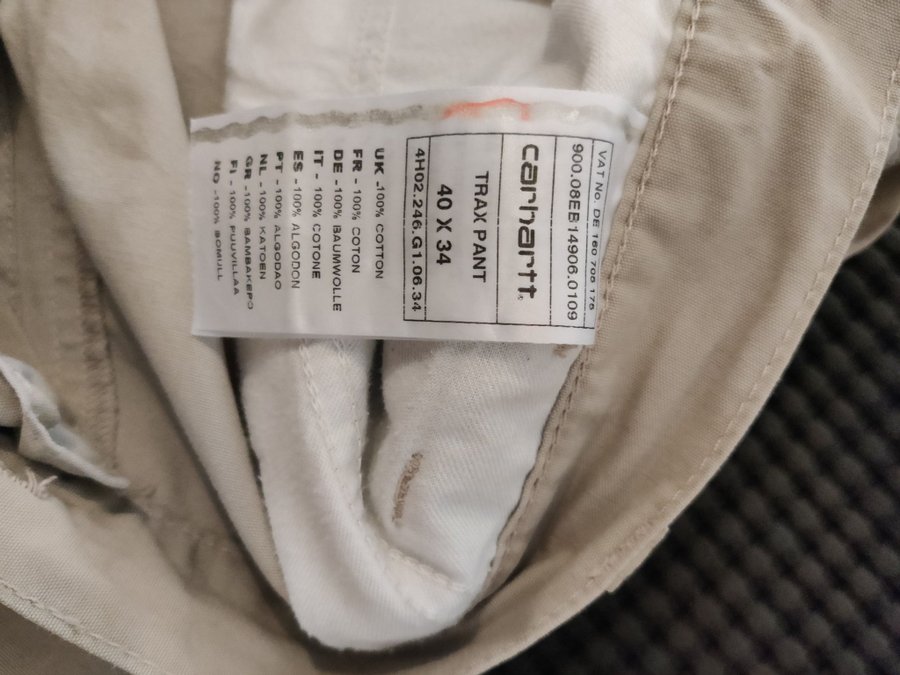 VAT No. DE 160 700 176
900.08EB14906.0109
carhartt®
TRAX PANT
40 X 34
4H02.246.G1.06.34
UK - 100% COTTON
FR - 100% COTON
DE - 100% BAUMWOLLE
IT - 100% COTONE
ES - 100% ALGODON
PT - 100% ALGODAO
NL - 100% KATOEN
GR - 100% BAMBAKEPO
FI - 100% PUUVILLAA
NO - 100% BOMULL